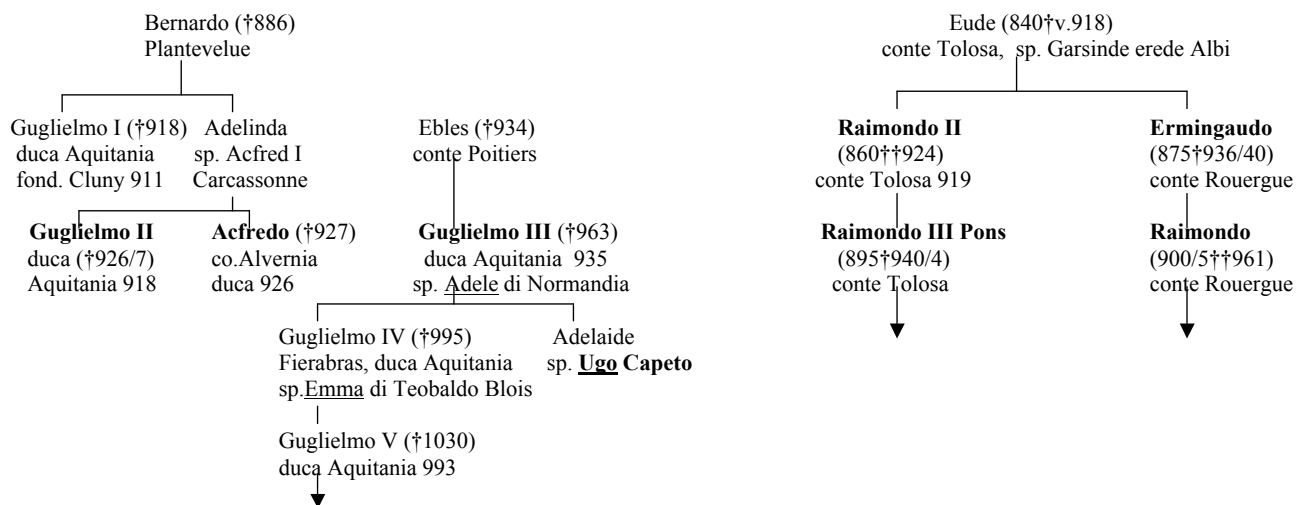 Bernardo (†886)
Plantevelue
Eude (840†v.918)
conte Tolosa, sp. Garsinde erede Albi
Guglielmo I (†918)
duca Aquitania
fond. Cluny 911
Adelinda
sp. Acfred I
Carcassonne
Ebles (†934)
conte Poitiers
Raimondo II
(860††924)
conte Tolosa 919
Ermingaudo
(875†936/40)
conte Rouergue
Guglielmo II
duca (†926/7)
Aquitania 918
Acfredo (†927)
co.Alvernia
duca 926
Guglielmo III (†963)
duca Aquitania 935
sp. Adele di Normandia
Raimondo III Pons
(895†940/4)
conte Tolosa
Raimondo
(900/5††961)
conte Rouergue
Guglielmo IV (†995)
Fierabras, duca Aquitania
sp.Emma di Teobaldo Blois
Adelaide
sp. Ugo Capeto
Guglielmo V (†1030)
duca Aquitania 993